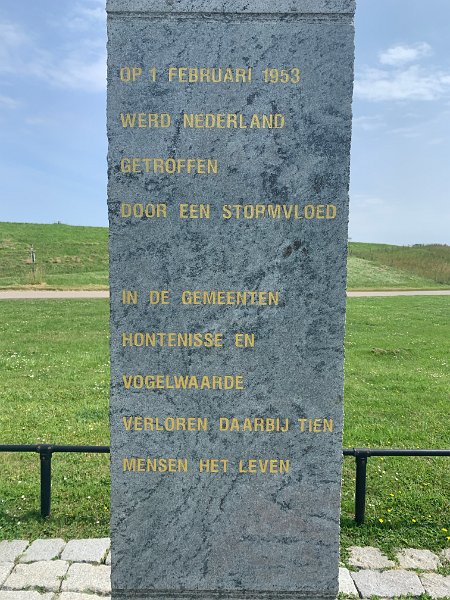 OP 1 FEBRUARI 1953
WERD NEDERLAND
GETROFFEN
DOOR EEN STORMVLOED
IN DE GEMEENTEN
HONTENISSE EN
VOGELWAARDE
VERLOREN DAARBIJ TIEN
MENSEN HET LEVEN